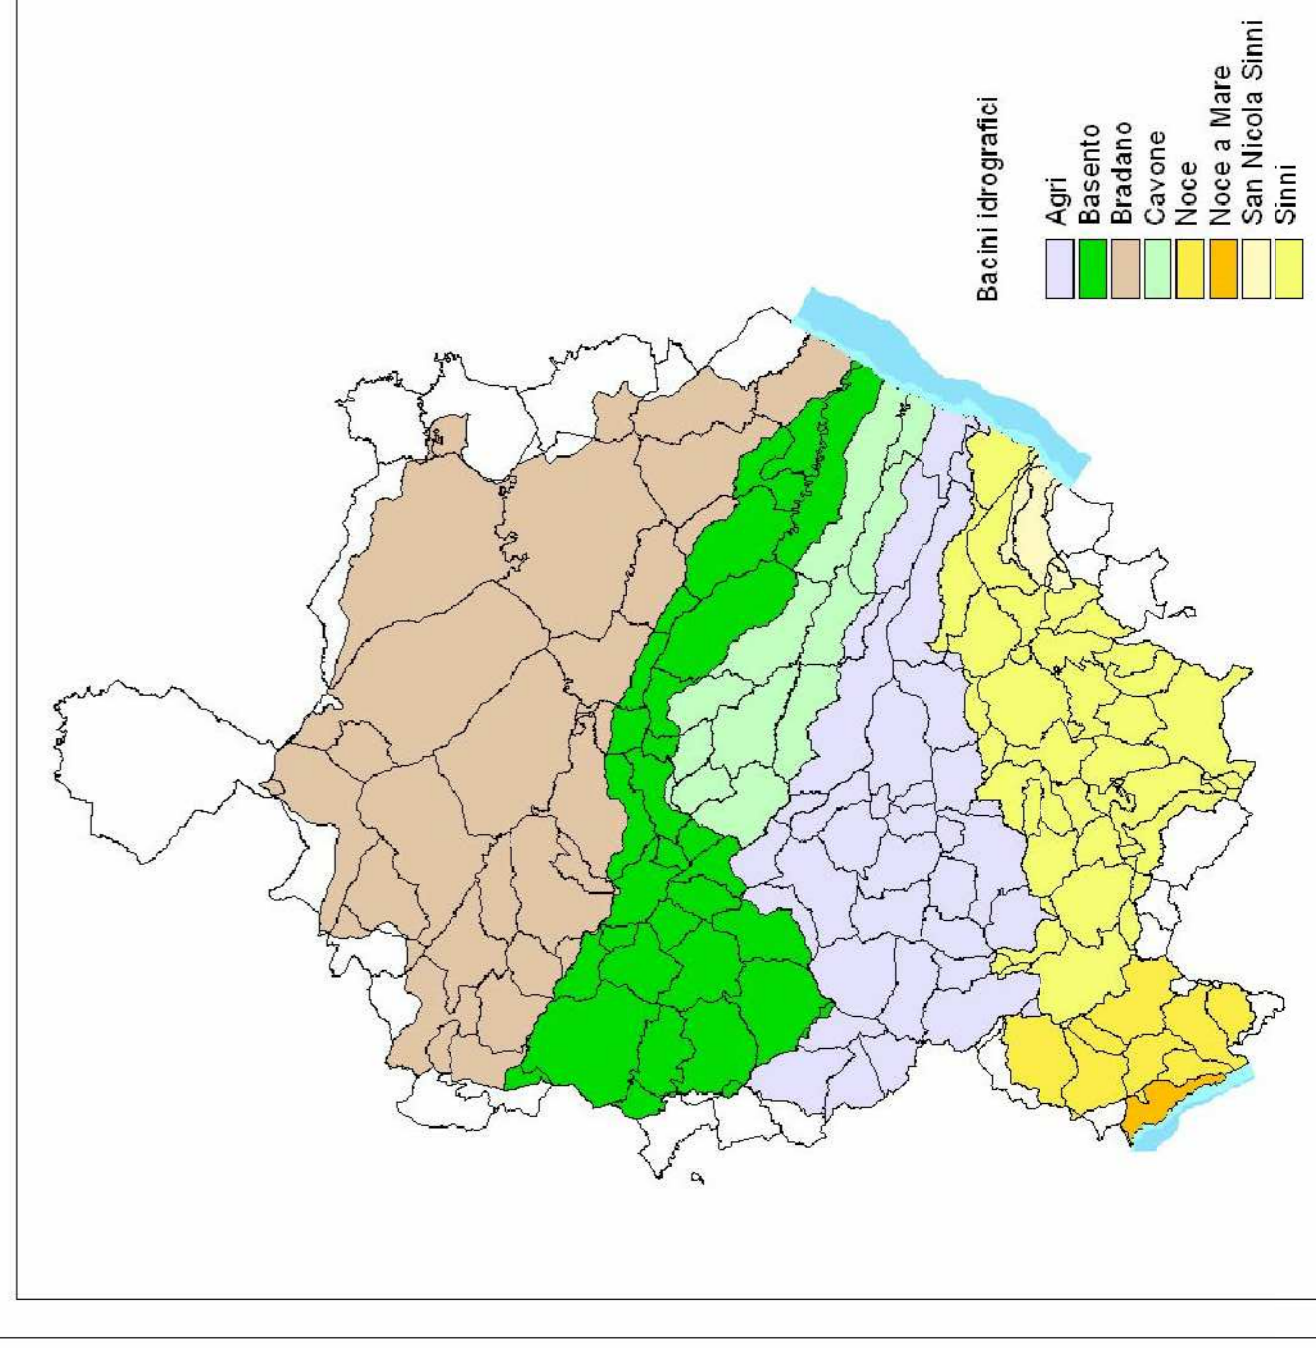 Bacini idrografici
Agri
Basento
Bradano
Cavone
Noce
Noce a Mare
San Nicola Sinni
Sinni